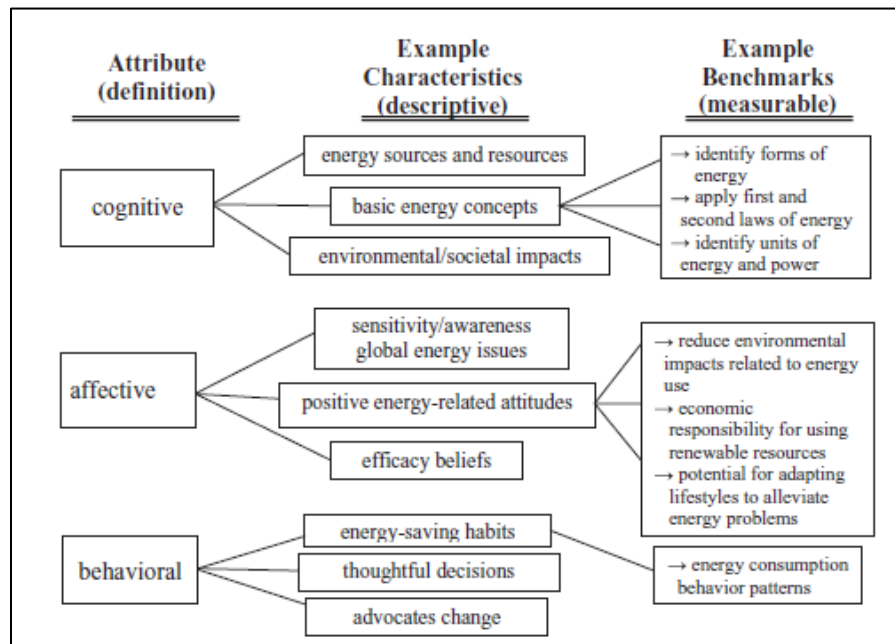 Attribute
(definition)
Example
Characteristics
(descriptive)
Example
Benchmarks
(measurable)
cognitive
energy sources and resources
basic energy concepts
environmental/societal impacts
→ identify forms of
energy
→ apply first and
second laws of energy
→ identify units of
energy and power
affective
sensitivity/awareness
global energy issues
positive energy-related attitudes
efficacy beliefs
→ reduce environmental
impacts related to energy
use
→ economic
responsibility for using
renewable resources
→ potential for adapting
lifestyles to alleviate
energy problems
behavioral
energy-saving habits
thoughtful decisions
advocates change
→ energy consumption
behavior patterns